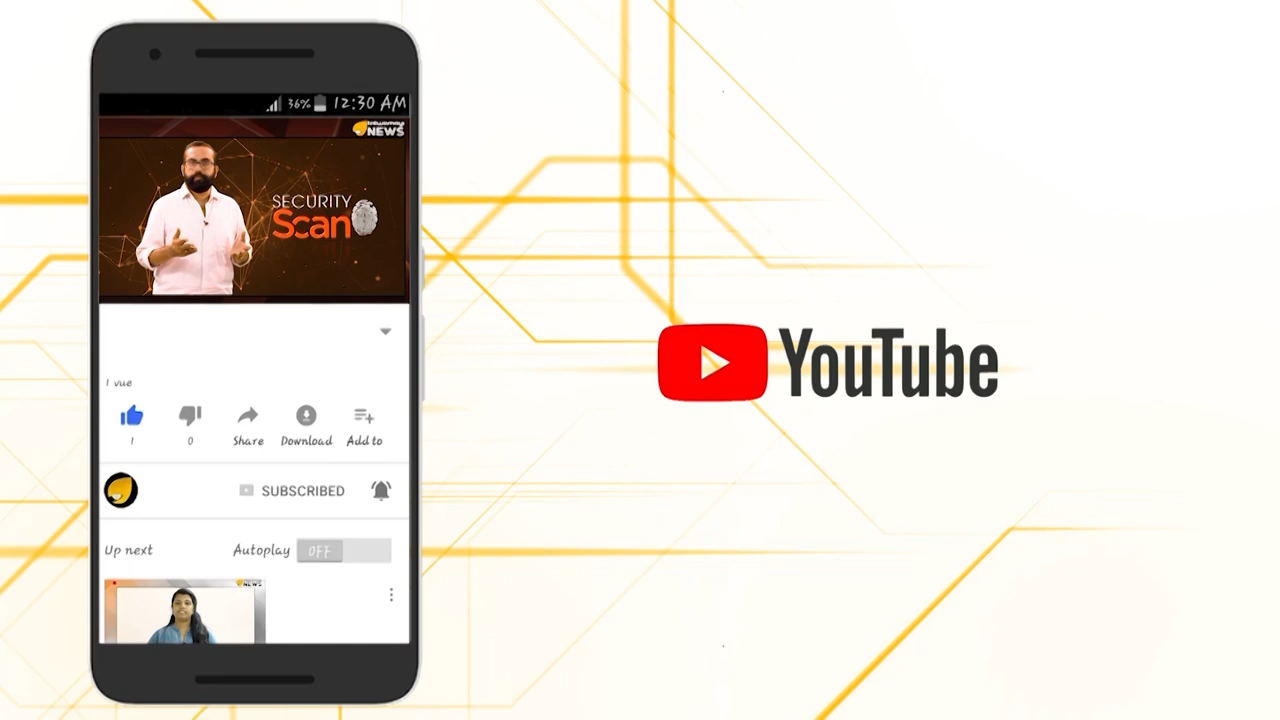 36% 12:30 AM
NEWS
SECURITY
Scan
1 vue
1
0
Share
Download
Add to
SUBSCRIBED
Up next
Autoplay
OFF
NEWS
YouTube